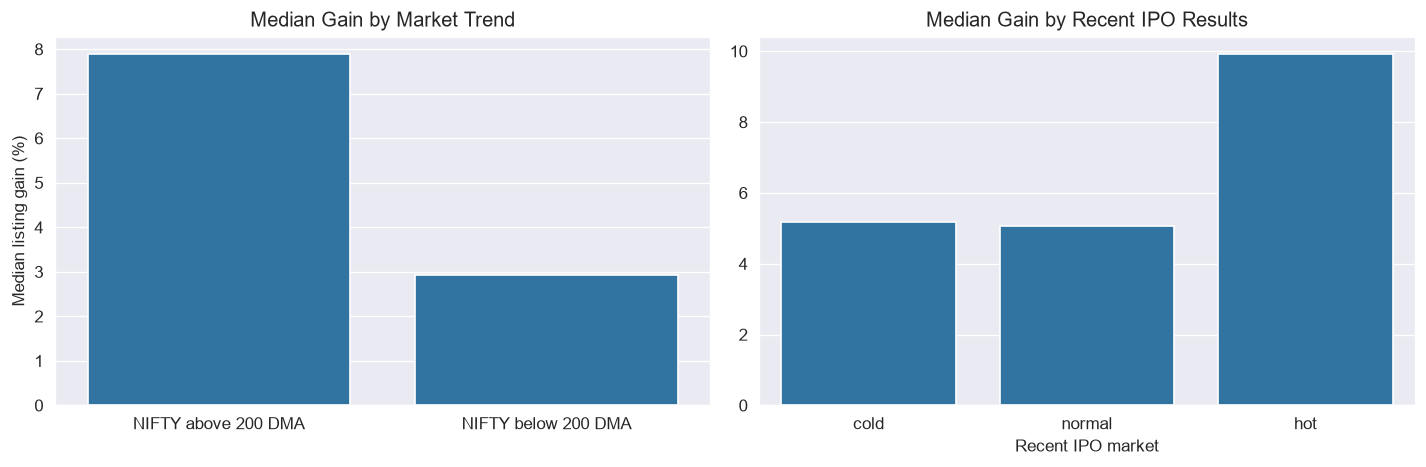 Median Gain by Market Trend
Median listing gain (%)
8
7
6
5
4
3
2
1
0
NIFTY above 200 DMA
NIFTY below 200 DMA
Median Gain by Recent IPO Results
10
8
6
4
2
0
cold
normal
hot
Recent IPO market